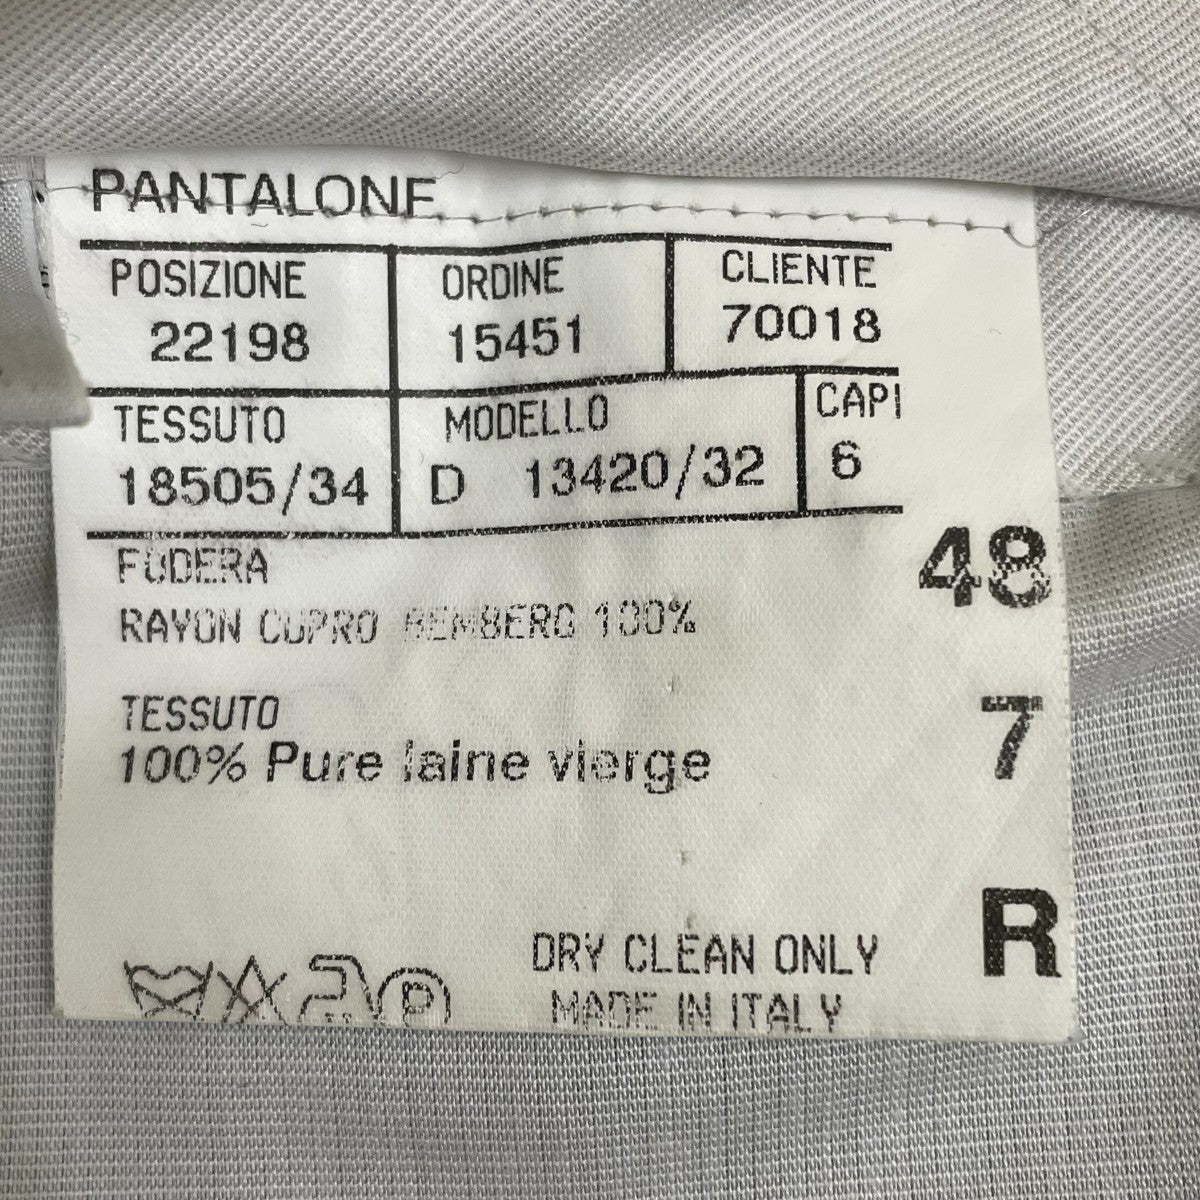 PANTALONE
POSIZIONE ORDINE CLIENTE
22198 15451 70018
TESSUTO MODELLO CAPI
18505/34 D 13420/32 6
FODERA 48
RAYON CUPRO BEMBERG 100%
TESSUTO 7
100% Pure laine vierge
R
DRY CLEAN ONLY
P MADE IN ITALY